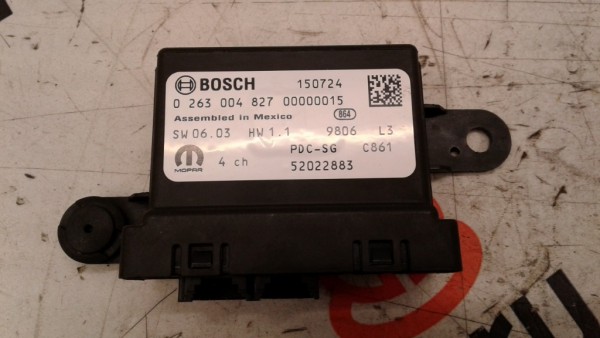 BOSCH 150724
0 263 004 827 00000015
Assembled in Mexico 864
SW 06.03 HW 1.1 9806 L3
PDC-SG C861
MOPAR 4 ch 52022883